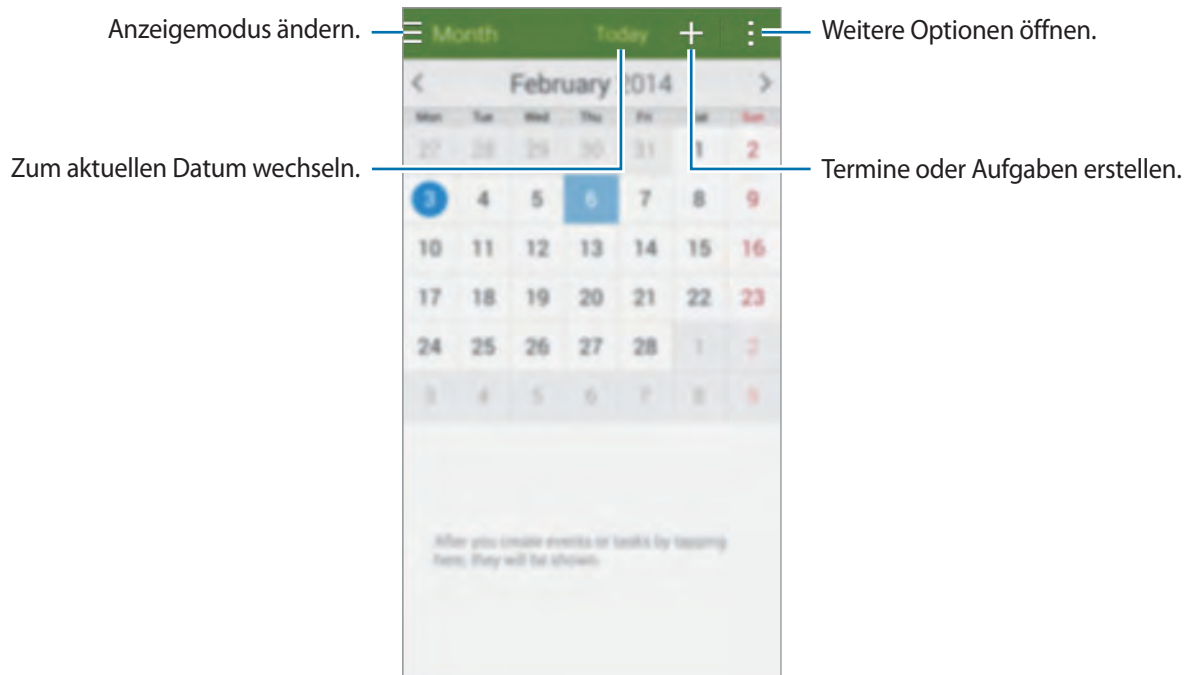 Anzeigemodus ändern.
Month Today
Weitere Optionen öffnen.
February 2014
Mon Tue Wed Thu Fri Sun
27 28 29 30 31 1 2
Zum aktuellen Datum wechseln.
Termine oder Aufgaben erstellen.
3 4 5 6 7 8 9
10 11 12 13 14 15 16
17 18 19 20 21 22 23
24 25 26 27 28 1 2
3 4 5 6 7 8 9
After you create events or tasks by tapping
here, they will be shown.